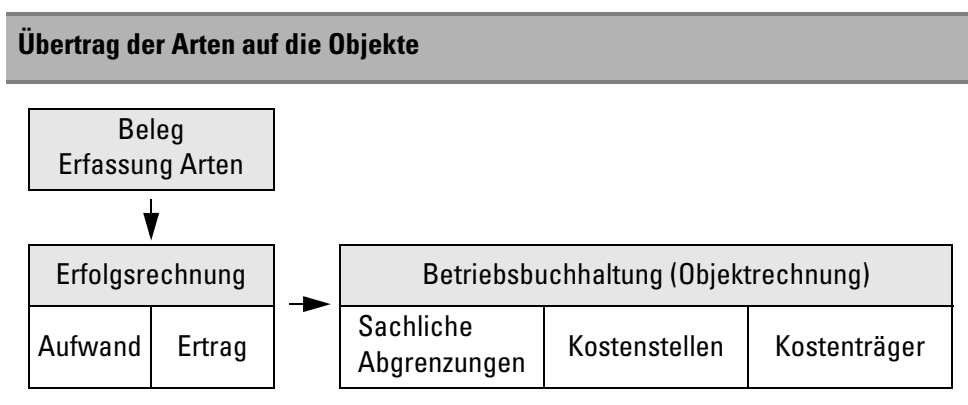 Übertrag der Arten auf die Objekte
Beleg
Erfassung Arten
Erfolgsrechnung
Betriebsbuchhaltung (Objektrechnung)
Aufwand
Ertrag
Sachliche
Abgrenzungen
Kostenstellen
Kostenträger